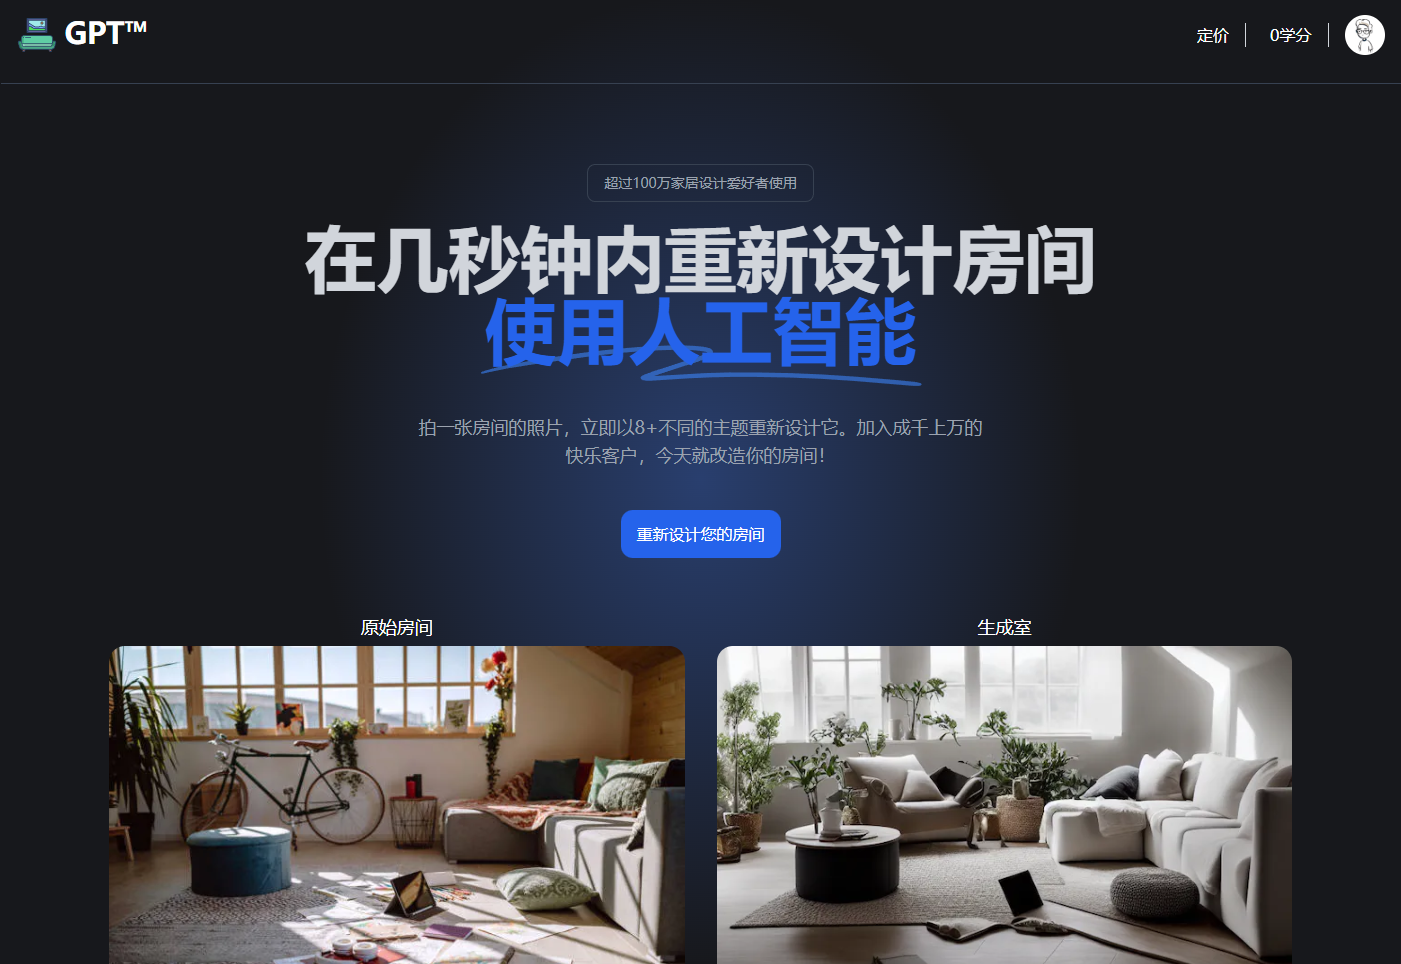 GPT™
定价
0学分
超过100万家居设计爱好者使用
在几秒钟内重新设计房间
使用人工智能
拍一张房间的照片，立即以8+不同的主题重新设计它。加入成千上万的
快乐客户，今天就改造你的房间！
重新设计您的房间
原始房间
生成室